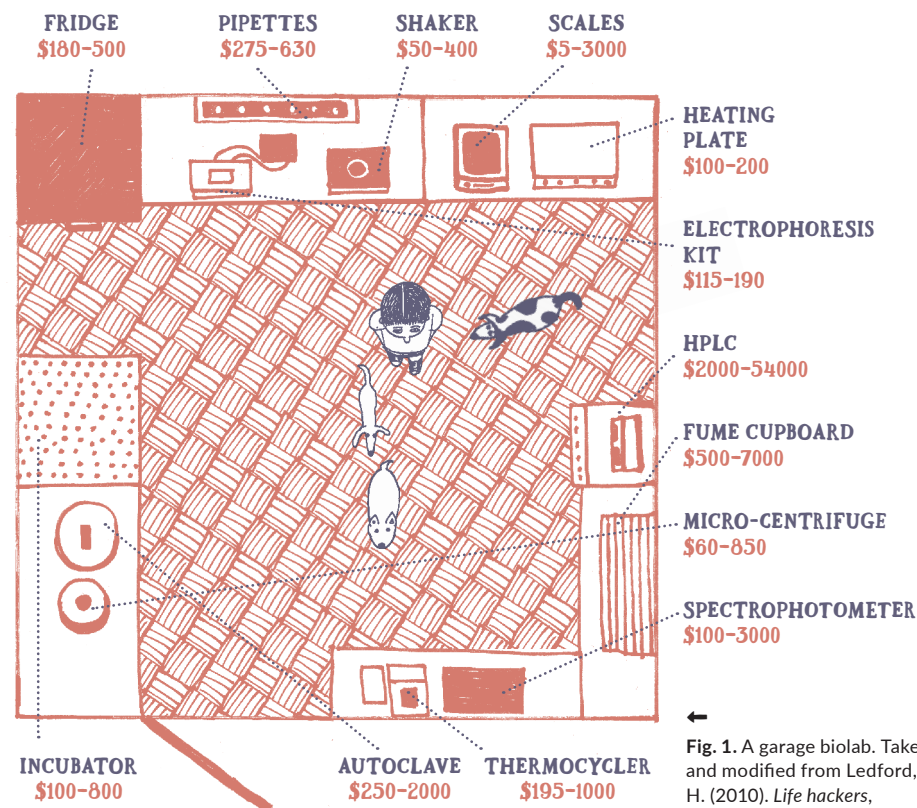 FRIDGE
$180-500
PIPETTES
$275-630
SHAKER
$50-400
SCALES
$5-3000
HEATING
PLATE
$100-200
ELECTROPHORESIS
KIT
$115-190
HPLC
$2000-54000
FUME CUPBOARD
$500-7000
MICRO-CENTRIFUGE
$60-850
SPECTROPHOTOMETER
$100-3000
INCUBATOR
$100-800
AUTOCLAVE
$250-2000
THERMOCYCLER
$195-1000
Fig. 1. A garage biolab. Take
and modified from Ledford,
H. (2010). Life hackers,